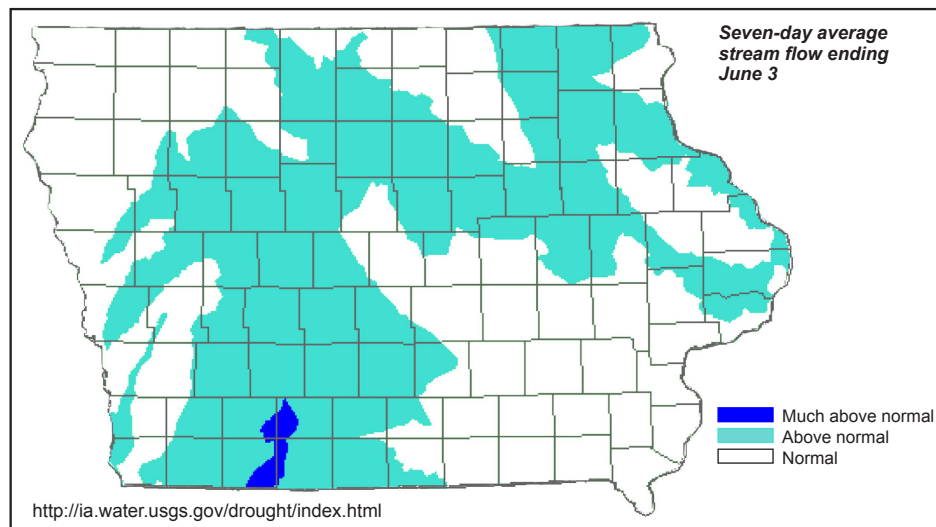 Seven-day average
stream flow ending
June 3
Much above normal
Above normal
Normal
http://ia.water.usgs.gov/drought/index.html